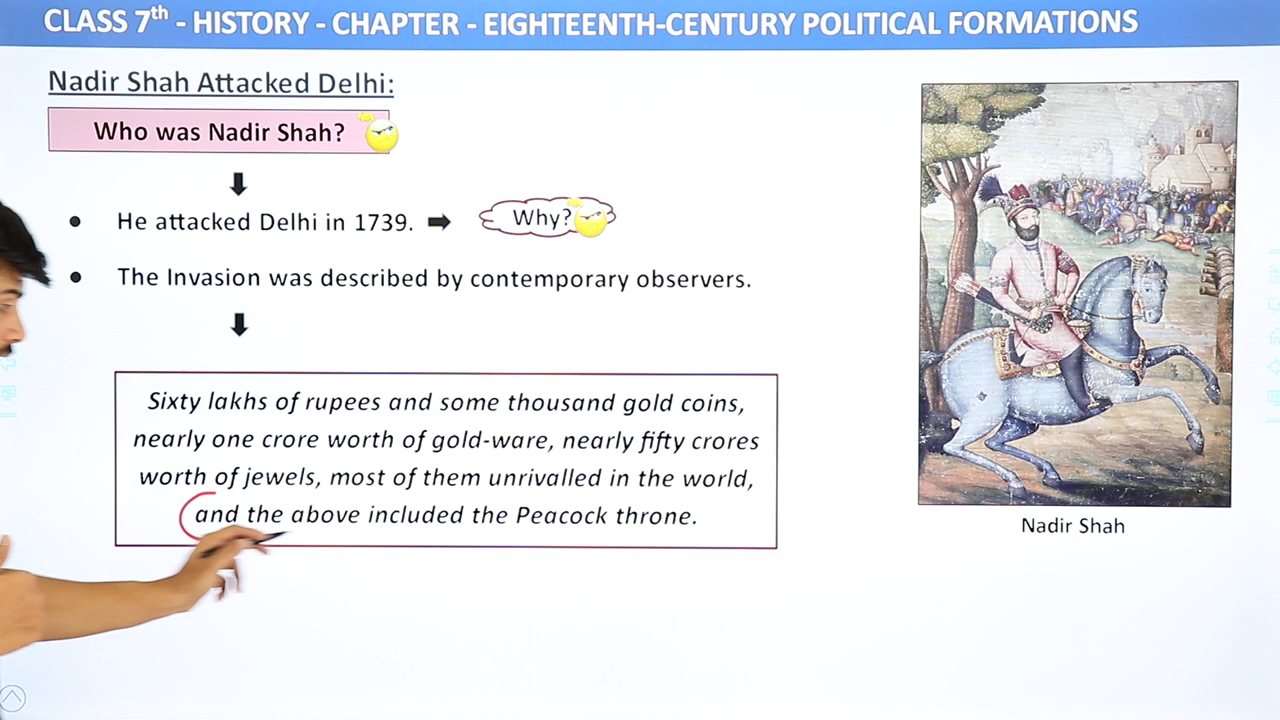 CLASS 7th - HISTORY - CHAPTER - EIGHTEENTH-CENTURY POLITICAL FORMATIONS
Nadir Shah Attacked Delhi:
Who was Nadir Shah?
● He attacked Delhi in 1739. ➡ Why?
● The Invasion was described by contemporary observers.
Sixty lakhs of rupees and some thousand gold coins,
nearly one crore worth of gold-ware, nearly fifty crores
worth of jewels, most of them unrivalled in the world,
and the above included the Peacock throne.
Nadir Shah